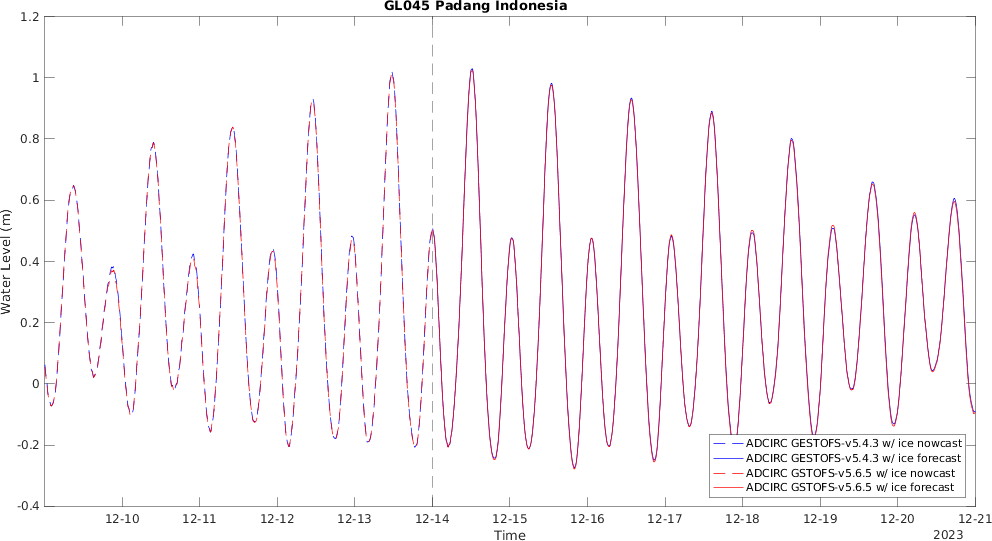 GL045 Padang Indonesia
1.2
1
0.8
0.6
0.4
0.2
0
-0.2
-0.4
Water Level (m)
ADCIRC GESTOFS-v5.4.3 w/ ice nowcast
ADCIRC GESTOFS-v5.4.3 w/ ice forecast
ADCIRC GSTOFS-v5.6.5 w/ ice nowcast
ADCIRC GSTOFS-v5.6.5 w/ ice forecast
12-10 12-11 12-12 12-13 12-14 12-15 12-16 12-17 12-18 12-19 12-20 12-21
Time
2023